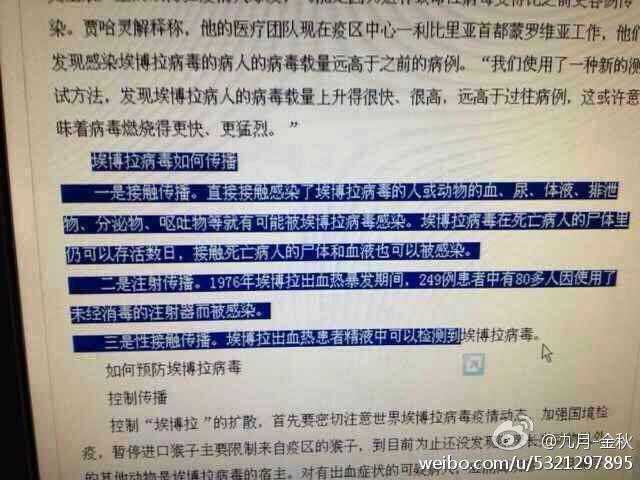 染。贾哈灵解释称，他的医疗团队现在疫区中心—利比里亚首都蒙罗维亚工作，他们
发现感染埃博拉病毒的病人的病毒载量远高于之前的病例。“我们使用了一种新的测
试方法，发现埃博拉病人的病毒载量上升得很快、很高，远高于过往病例，这或许意
味着病毒燃烧得更快、更猛烈。”
埃博拉病毒如何传播
一是接触传播。直接接触感染了埃博拉病毒的人或动物的血、尿、体液、排泄
物、分泌物、呕吐物等就有可能被埃博拉病毒感染。埃博拉病毒在死亡病人的尸体里
仍可以存活数日，接触死亡病人的尸体和血液也可以被感染。
二是注射传播。1976年埃博拉出血热暴发期间，249例患者中有80多人因使用了
未经消毒的注射器而被感染。
三是性接触传播。埃博拉出血热患者精液中可以检测到埃博拉病毒。
如何预防埃博拉病毒
控制传播
控制“埃博拉”的扩散，首先要密切注意世界埃博拉病毒疫情动态，加强国境检
疫，暂停进口猴子主要限制来自疫区的猴子，到目前为止还没发现
的其他动物是埃博拉病毒的宿主。对有出血症状的可疑病人，
@九月-金秋
weibo.com/u/5321297895